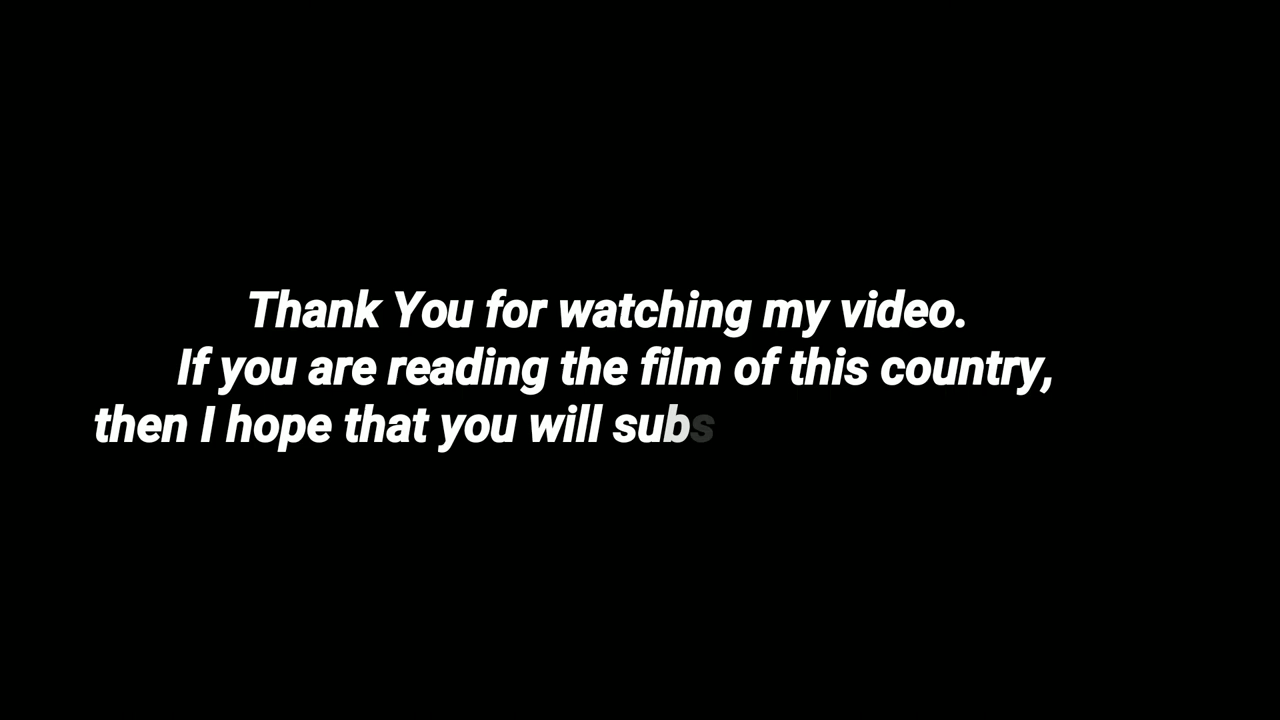 Thank You for watching my video.
If you are reading the film of this country,
then I hope that you will subs